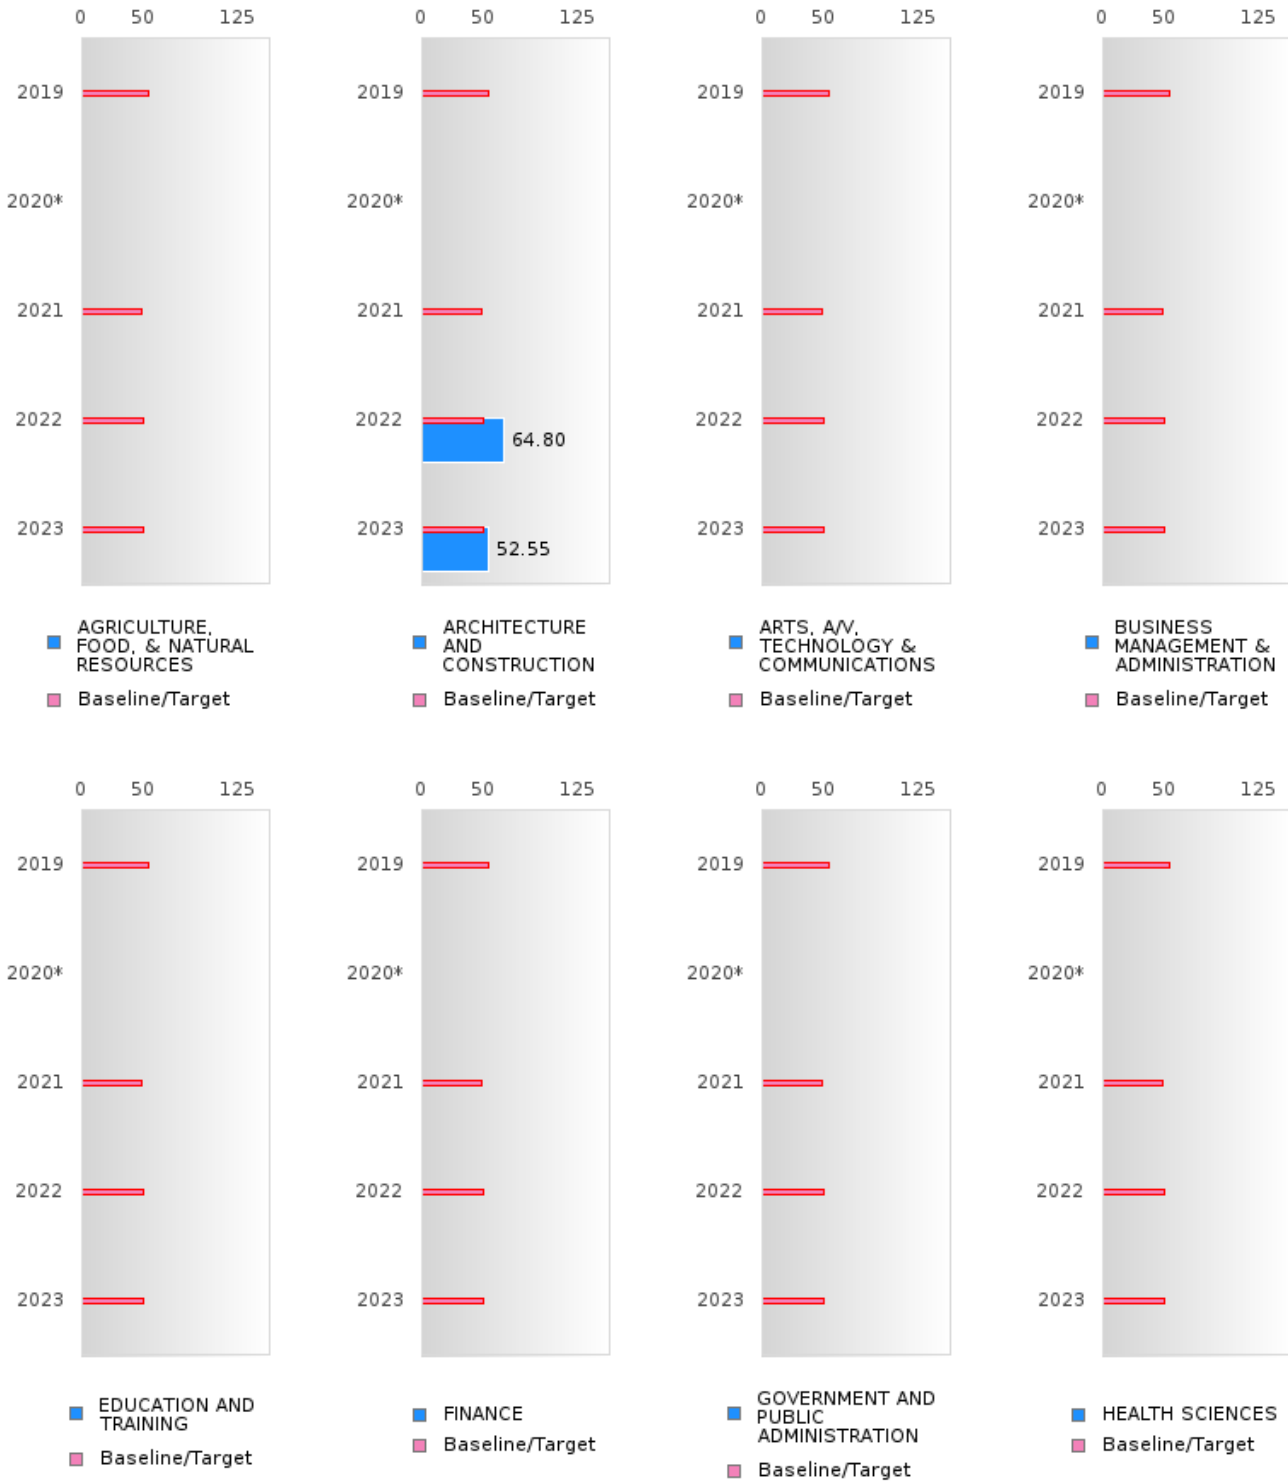 0 50 125
0 50 125
0 50 125
0 50 125
2019
2019
2019
2019
2020*
2020*
2020*
2020*
2021
2021
2021
2021
2022
2022
64.80
2022
2022
2023
2023
52.55
2023
2023
AGRICULTURE,
FOOD, & NATURAL
RESOURCES
Baseline/Target
ARCHITECTURE
AND
CONSTRUCTION
Baseline/Target
ARTS, A/V,
TECHNOLOGY &
COMMUNICATIONS
Baseline/Target
BUSINESS
MANAGEMENT &
ADMINISTRATION
Baseline/Target
0 50 125
0 50 125
0 50 125
0 50 125
2019
2019
2019
2019
2020*
2020*
2020*
2020*
2021
2021
2021
2021
2022
2022
2022
2022
2023
2023
2023
2023
EDUCATION AND
TRAINING
Baseline/Target
FINANCE
Baseline/Target
GOVERNMENT AND
PUBLIC
ADMINISTRATION
Baseline/Target
HEALTH SCIENCES
Baseline/Target